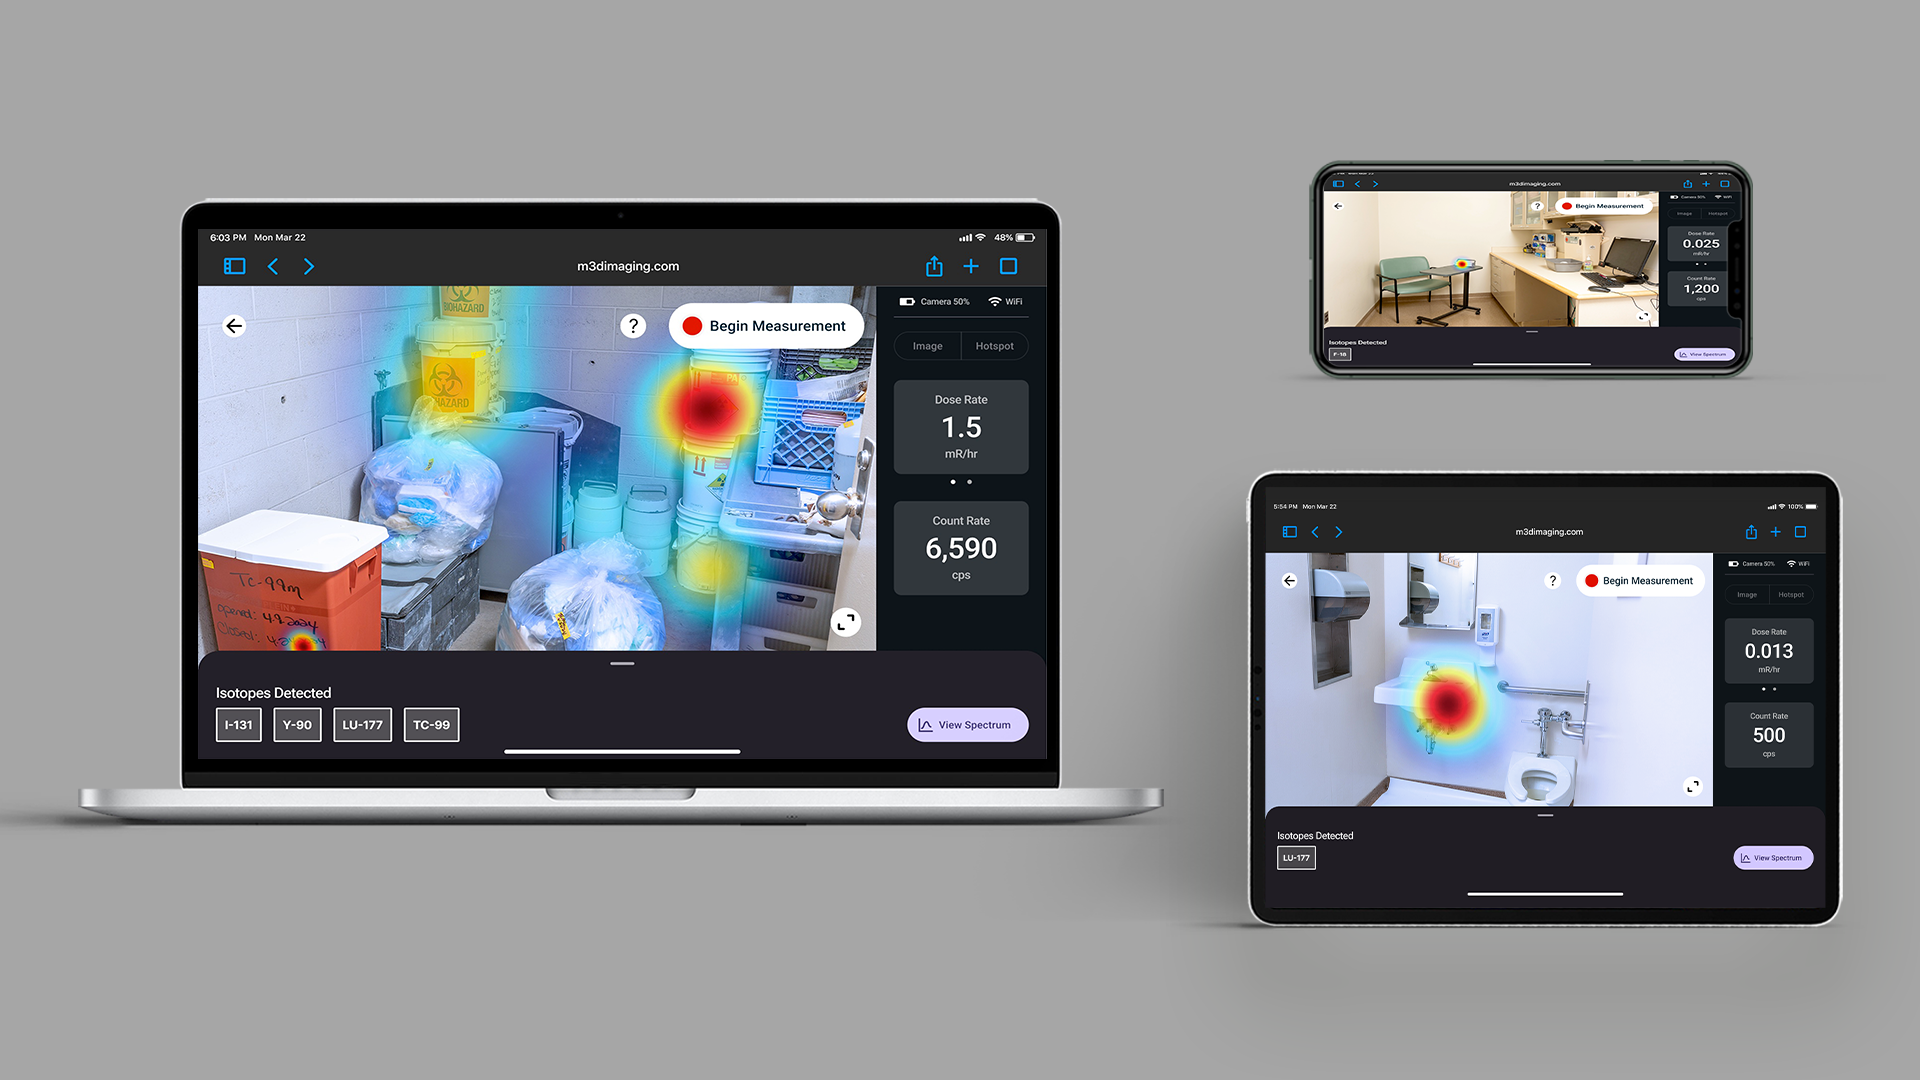 6:03 PM Mon Mar 22
48%
m3dimaging.com
Camera 50% WiFi
? Begin Measurement
Image Hotspot
BIOHAZARD
Dose Rate
1.5
mR/hr
HAZARD
Count Rate
6,590
cps
Tc-99m
opened: 4.9.2024
Closed:
Isotopes Detected
I-131 Y-90 LU-177 TC-99
View Spectrum
m3dimaging.com
Camera 50% WiFi
? Begin Measurement
Image Hotspot
Dose Rate
0.025
mR/hr
Count Rate
1,200
cps
Isotopes Detected
F-18
View Spectrum
5:54 PM Mon Mar 22
100%
m3dimaging.com
Camera 50% WiFi
? Begin Measurement
Image Hotspot
Dose Rate
0.013
mR/hr
Count Rate
500
cps
Isotopes Detected
LU-177
View Spectrum